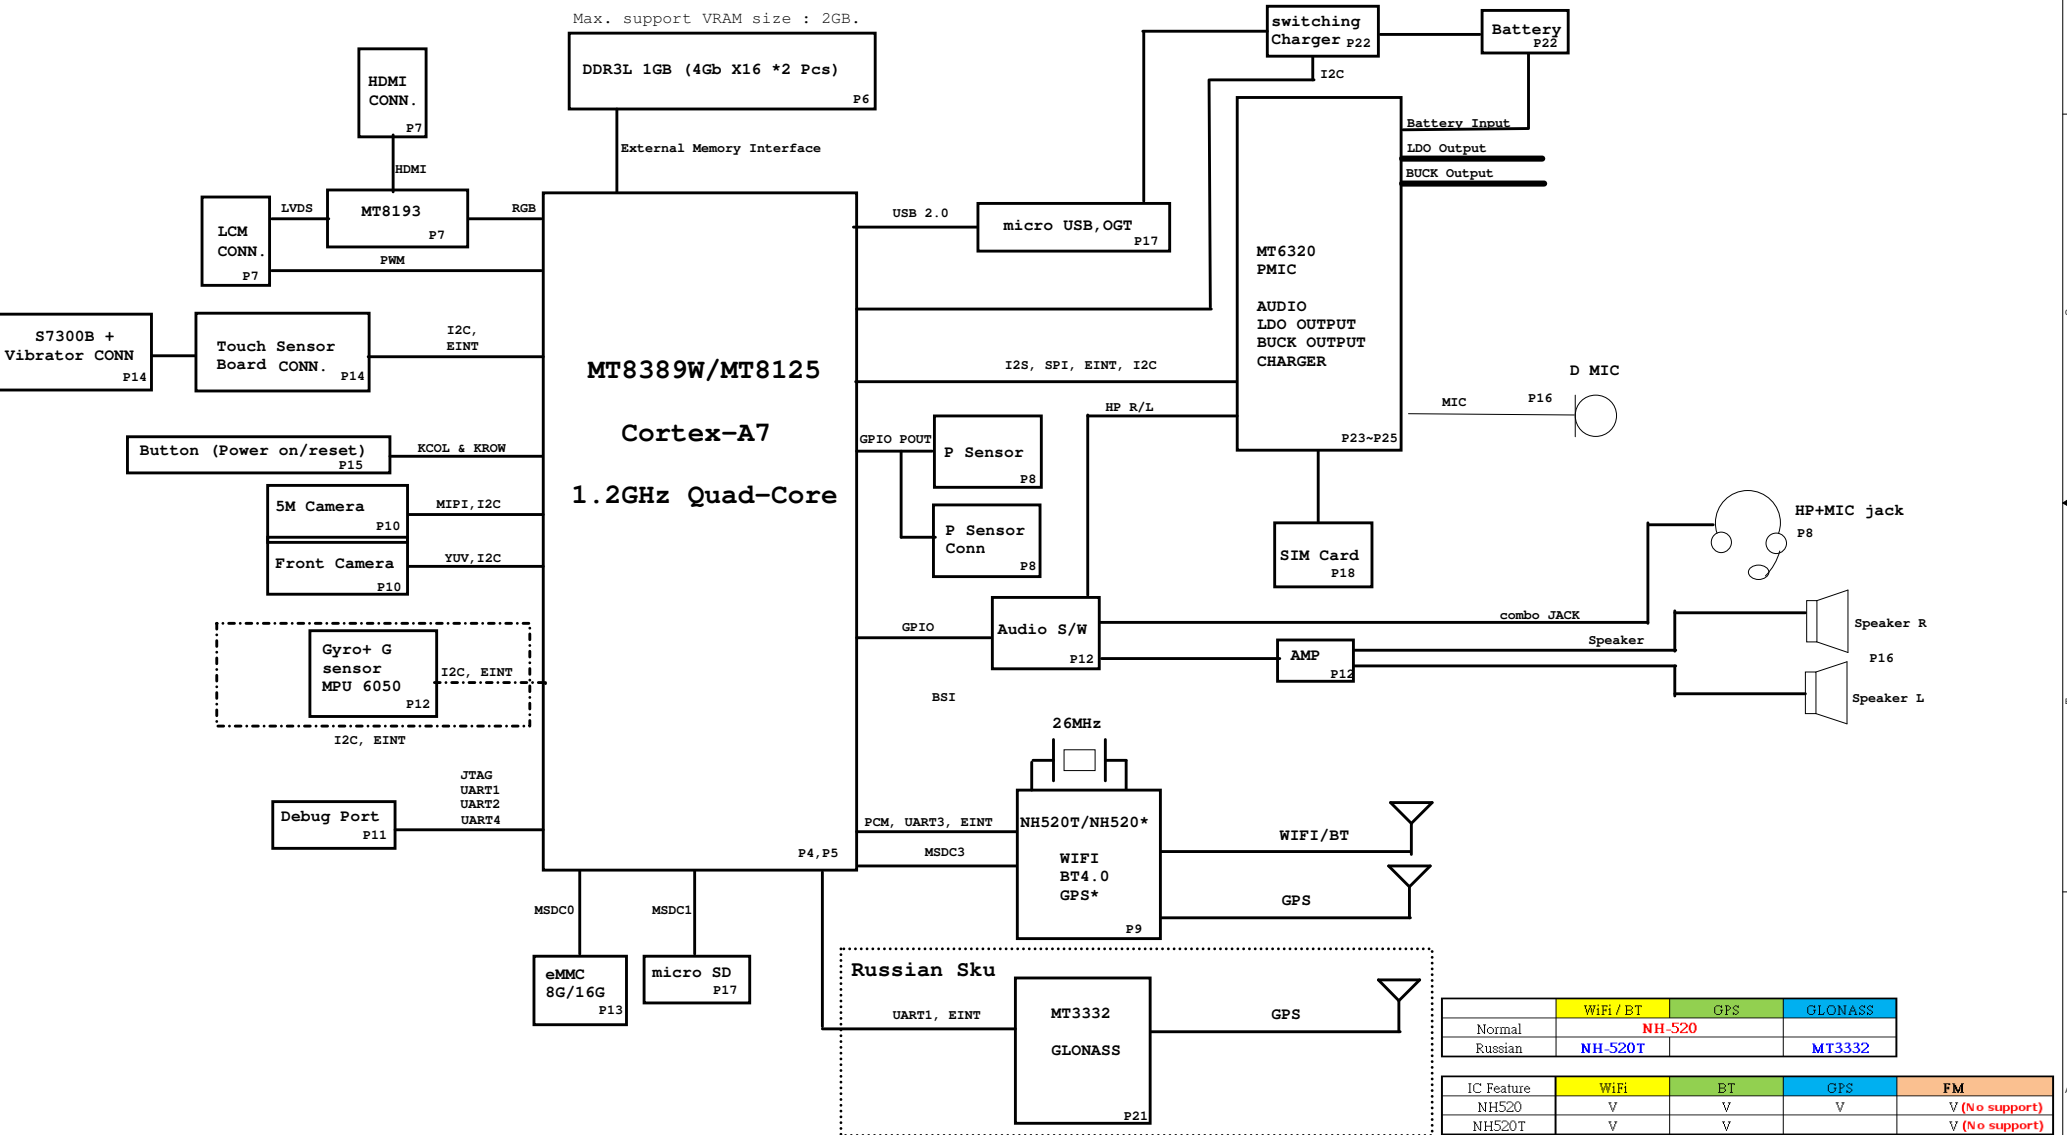 Max. support VRAM size : 2GB.
DDR3L 1GB (4Gb X16 *2 Pcs)
P6
External Memory Interface
switching
Charger P22
Battery
P22
I2C
HDMI
CONN.
P7
HDMI
MT8193
P7
LVDS
RGB
LCM
CONN.
P7
PWM
S7300B +
Vibrator CONN
P14
Touch Sensor
Board CONN.
P14
I2C,
EINT
Button (Power on/reset)
P15
KCOL & KROW
5M Camera
P10
MIPI,I2C
Front Camera
P10
YUV,I2C
Gyro+ G
sensor
MPU 6050
P12
I2C, EINT
I2C, EINT
JTAG
UART1
UART2
UART4
Debug Port
P11
MT8389W/MT8125
Cortex-A7
1.2GHz Quad-Core
P4,P5
USB 2.0
micro USB,OGT
P17
MT6320
PMIC
AUDIO
LDO OUTPUT
BUCK OUTPUT
CHARGER
P23~P25
Battery Input
LDO Output
BUCK Output
I2S, SPI, EINT, I2C
HP R/L
MIC
P16
D MIC
GPIO POUT
P Sensor
P8
P Sensor
Conn
P8
SIM Card
P18
HP+MIC jack
P8
GPIO
Audio S/W
P12
combo JACK
AMP
P12
Speaker
Speaker R
P16
Speaker L
BSI
26MHz
PCM, UART3, EINT
MSDC3
NH520T/NH520*
WIFI
BT4.0
GPS*
P9
WIFI/BT
GPS
MSDC0
MSDC1
eMMC
8G/16G
P13
micro SD
P17
Russian Sku
UART1, EINT
MT3332
GLONASS
P21
GPS
WiFi / BT GPS GLONASS
Normal NH-520
Russian NH-520T MT3332
IC Feature WiFi BT GPS FM
NH520 V V V V (No support)
NH520T V V V (No support)